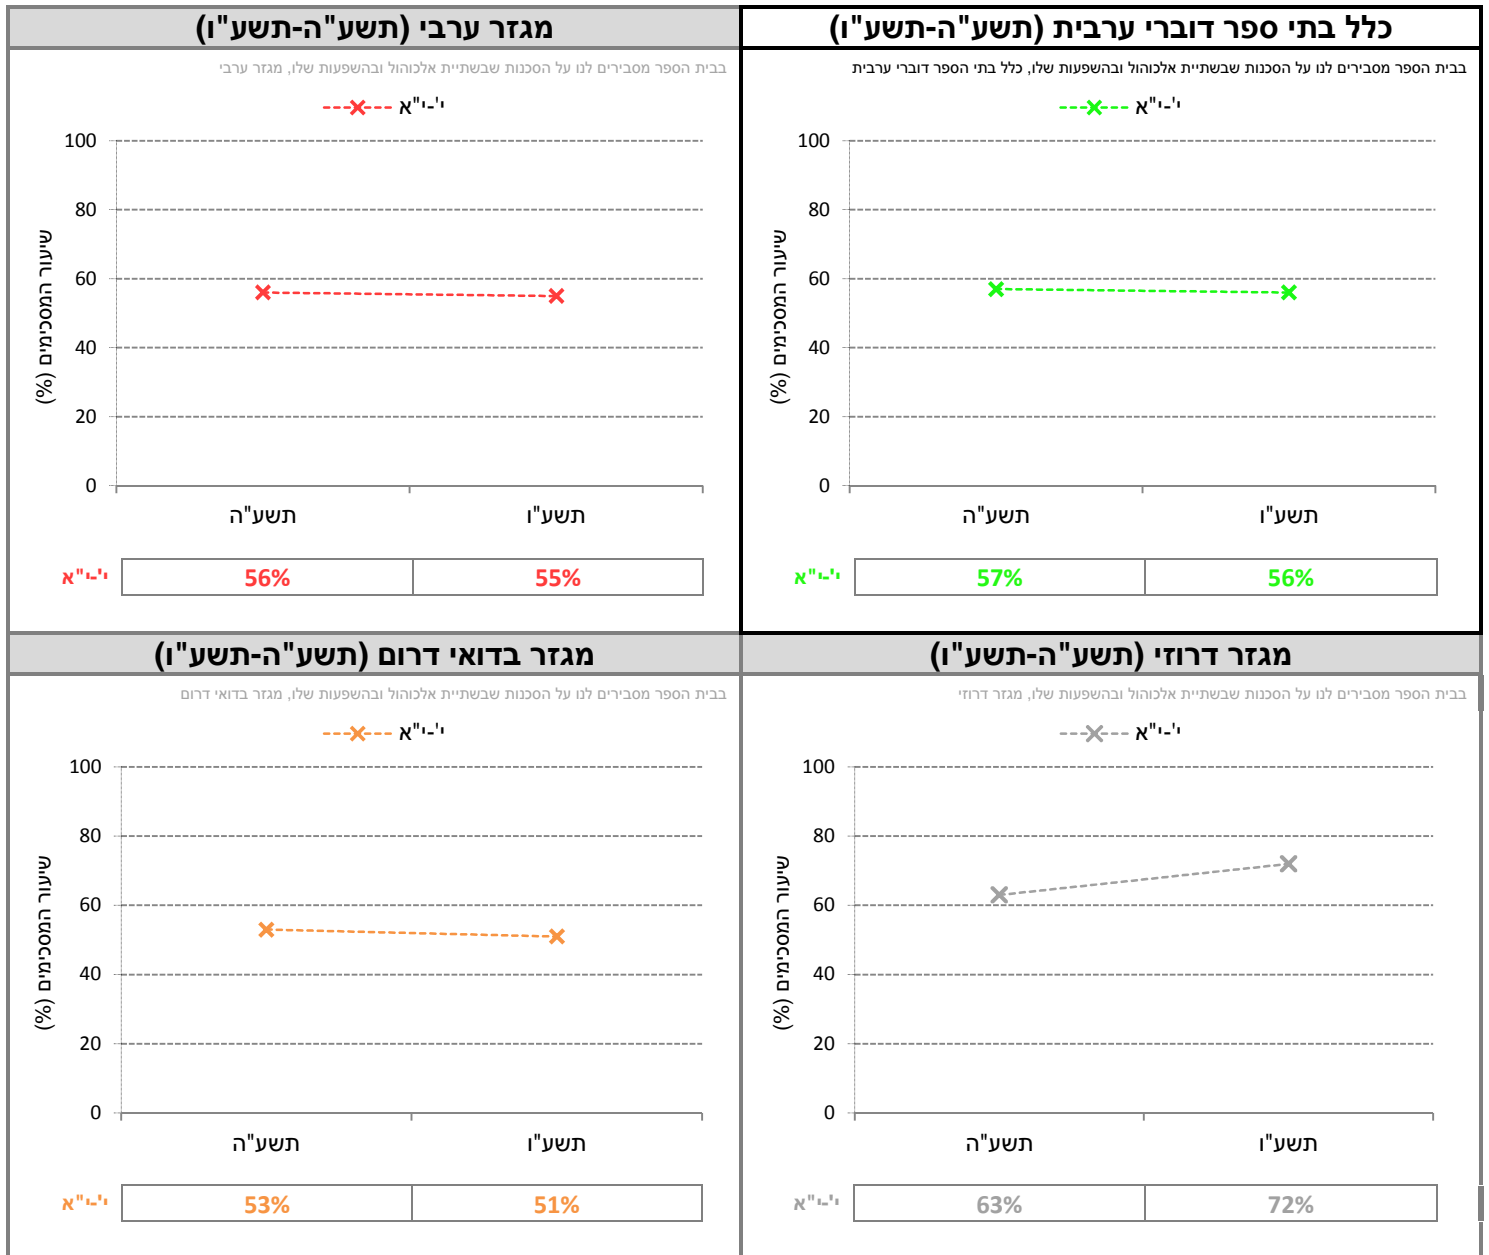 כלל בתי ספר דוברי ערבית (תשע"ה-תשע"ו)
בבית הספר מסבירים לנו על הסכנות שבשתיית אלכוהול ובהשפעות שלו, כלל בתי הספר דוברי ערבית
י'-י"א
100
80
60
40
20
0
שיעור המסכימים (%)
תשע"ה תשע"ו
י'-י"א 57% 56%
מגזר ערבי (תשע"ה-תשע"ו)
בבית הספר מסבירים לנו על הסכנות שבשתיית אלכוהול ובהשפעות שלו, מגזר ערבי
י'-י"א
100
80
60
40
20
0
שיעור המסכימים (%)
תשע"ה תשע"ו
י'-י"א 56% 55%
מגזר דרוזי (תשע"ה-תשע"ו)
בבית הספר מסבירים לנו על הסכנות שבשתיית אלכוהול ובהשפעות שלו, מגזר דרוזי
י'-י"א
100
80
60
40
20
0
שיעור המסכימים (%)
תשע"ה תשע"ו
י'-י"א 63% 72%
מגזר בדואי דרום (תשע"ה-תשע"ו)
בבית הספר מסבירים לנו על הסכנות שבשתיית אלכוהול ובהשפעות שלו, מגזר בדואי דרום
י'-י"א
100
80
60
40
20
0
שיעור המסכימים (%)
תשע"ה תשע"ו
י'-י"א 53% 51%